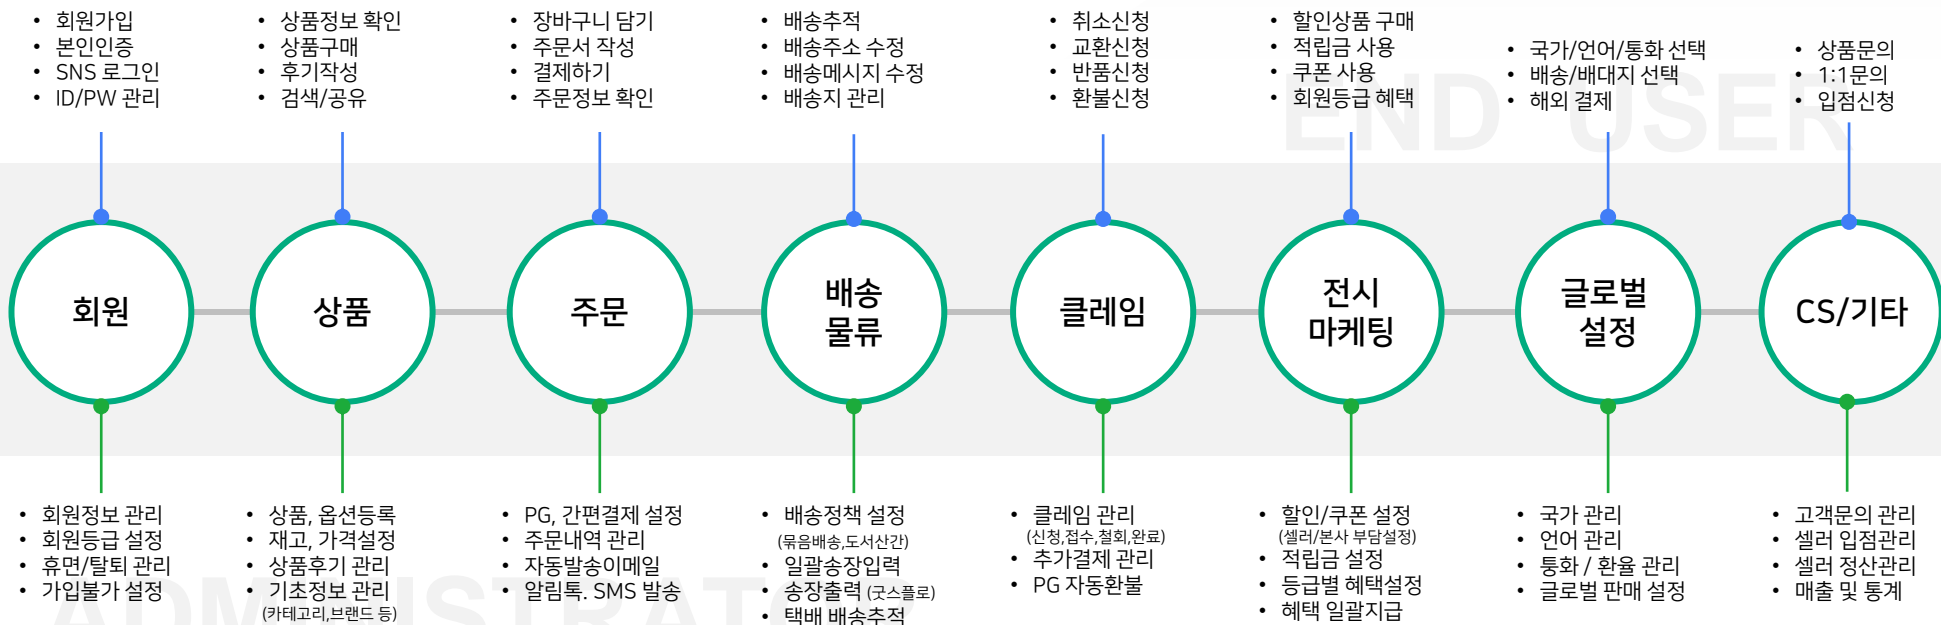 • 회원가입
• 본인인증
• SNS 로그인
• ID/PW 관리
• 상품정보 확인
• 상품구매
• 후기작성
• 검색/공유
• 장바구니 담기
• 주문서 작성
• 결제하기
• 주문정보 확인
• 배송추적
• 배송주소 수정
• 배송메시지 수정
• 배송지 관리
• 취소신청
• 교환신청
• 반품신청
• 환불신청
• 할인상품 구매
• 적립금 사용
• 쿠폰 사용
• 회원등급 혜택
• 국가/언어/통화 선택
• 배송/배대지 선택
• 해외 결제
• 상품문의
• 1:1문의
• 입점신청
END USER
회원
상품
주문
배송
물류
클레임
전시
마케팅
글로벌
설정
CS/기타
• 회원정보 관리
• 회원등급 설정
• 휴면/탈퇴 관리
• 가입불가 설정
• 상품, 옵션등록
• 재고, 가격설정
• 상품후기 관리
• 기초정보 관리
(카테고리,브랜드 등)
• PG, 간편결제 설정
• 주문내역 관리
• 자동발송이메일
• 알림톡. SMS 발송
• 배송정책 설정
(묶음배송,도서산간)
• 일괄송장입력
• 송장출력 (굿스플로)
• 택배 배송추적
• 클레임 관리
(신청,접수,철회,완료)
• 추가결제 관리
• PG 자동환불
• 할인/쿠폰 설정
(셀러/본사 부담설정)
• 적립금 설정
• 등급별 혜택설정
• 혜택 일괄지급
• 국가 관리
• 언어 관리
• 통화 / 환율 관리
• 글로벌 판매 설정
• 고객문의 관리
• 셀러 입점관리
• 셀러 정산관리
• 매출 및 통계
ADMINISTRATOR